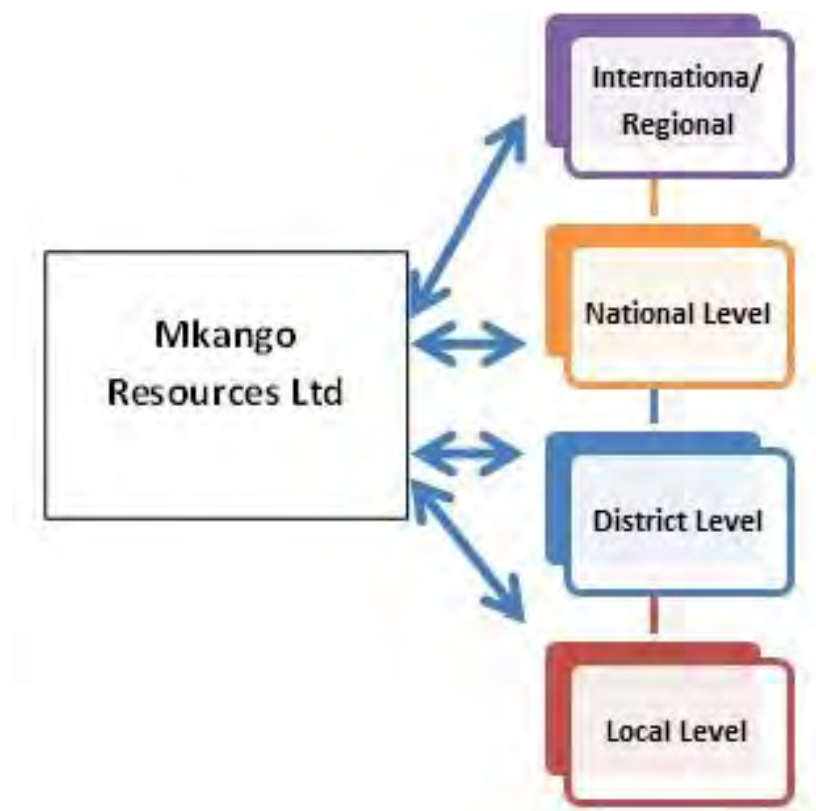 Internationa/
Regional
Mkango
Resources Ltd
National Level
District Level
Local Level